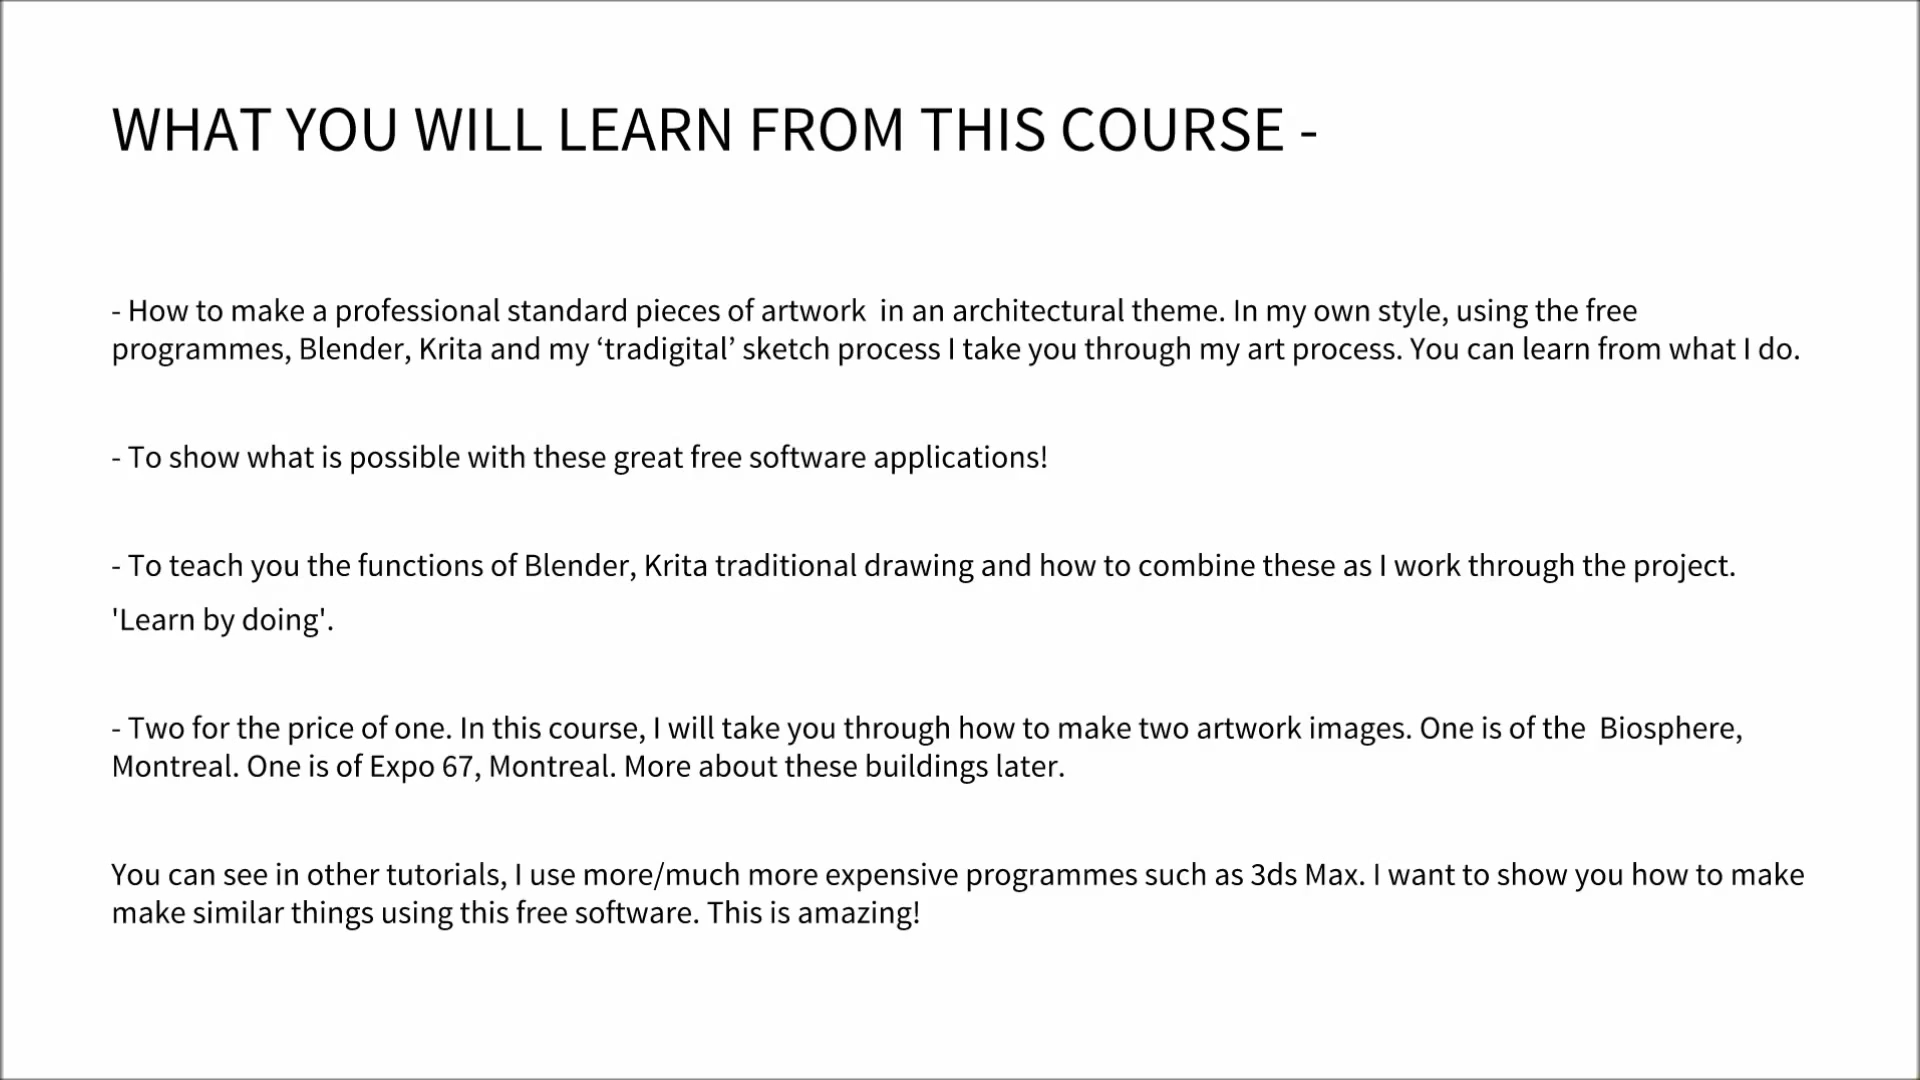 WHAT YOU WILL LEARN FROM THIS COURSE -
- How to make a professional standard pieces of artwork  in an architectural theme. In my own style, using the free
programmes, Blender, Krita and my ‘tradigital’ sketch process I take you through my art process. You can learn from what I do.
- To show what is possible with these great free software applications!
- To teach you the functions of Blender, Krita traditional drawing and how to combine these as I work through the project.
'Learn by doing'.
- Two for the price of one. In this course, I will take you through how to make two artwork images. One is of the  Biosphere,
Montreal. One is of Expo 67, Montreal. More about these buildings later.
You can see in other tutorials, I use more/much more expensive programmes such as 3ds Max. I want to show you how to make
make similar things using this free software. This is amazing!